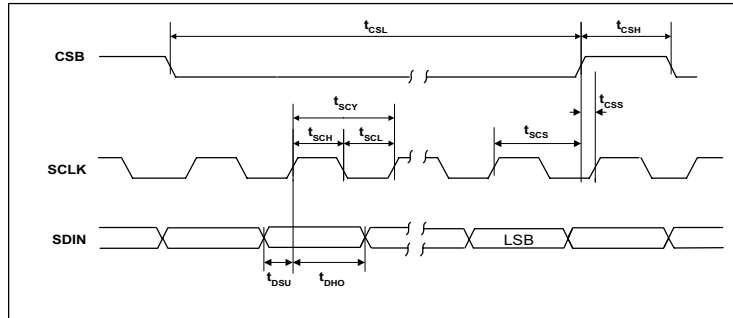 tCSL
tCSH
CSB
tSCY
tCSS
tSCH
tSCL
tSCS
SCLK
SDIN
LSB
tDSU
tDHO